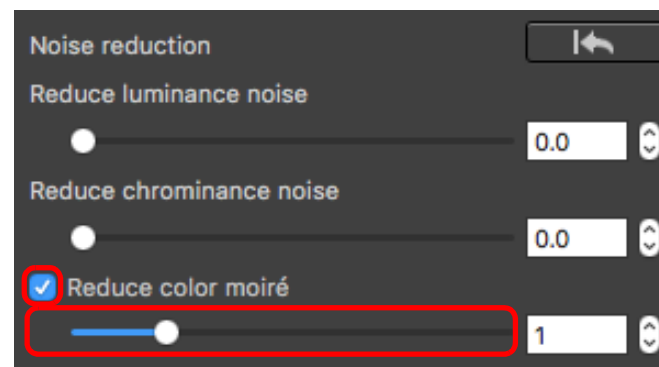 Noise reduction
Reduce luminance noise
0.0
Reduce chrominance noise
0.0
Reduce color moiré
1